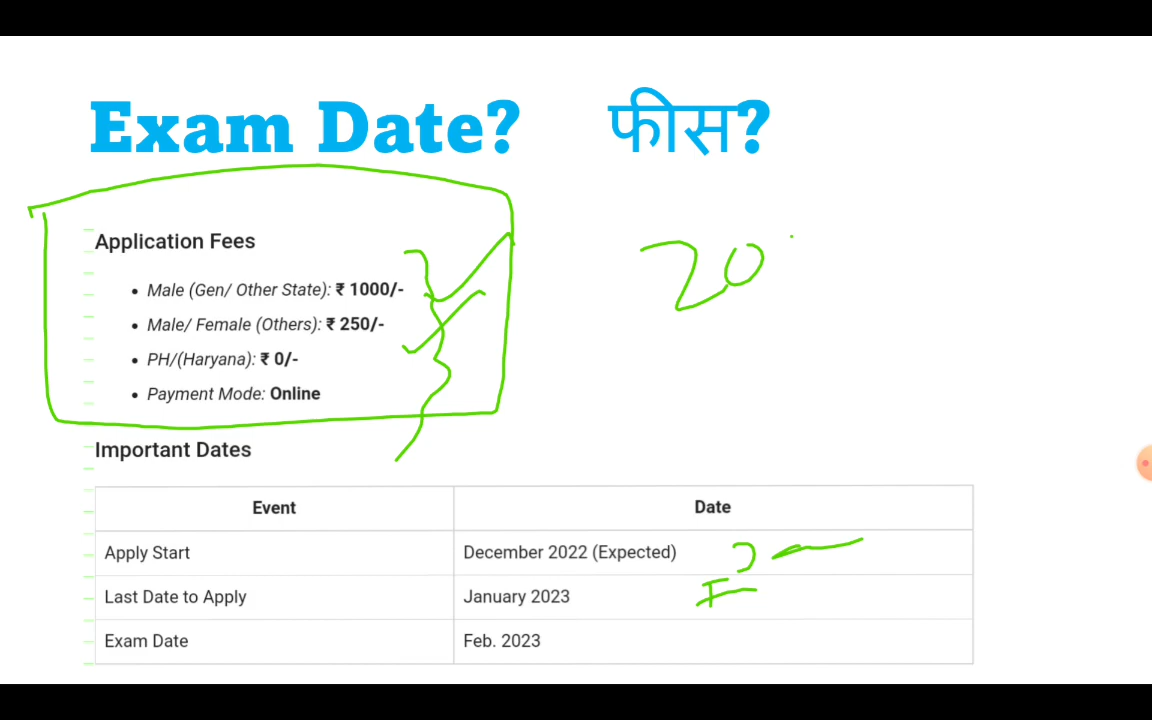 Exam Date? फीस?
Application Fees
Male (Gen/ Other State): ₹ 1000/-
20
Male/ Female (Others): ₹ 250/-
PH/(Haryana): ₹ 0/-
Payment Mode: Online
Important Dates
Event Date
Apply Start December 2022 (Expected)
Last Date to Apply January 2023
Exam Date Feb. 2023